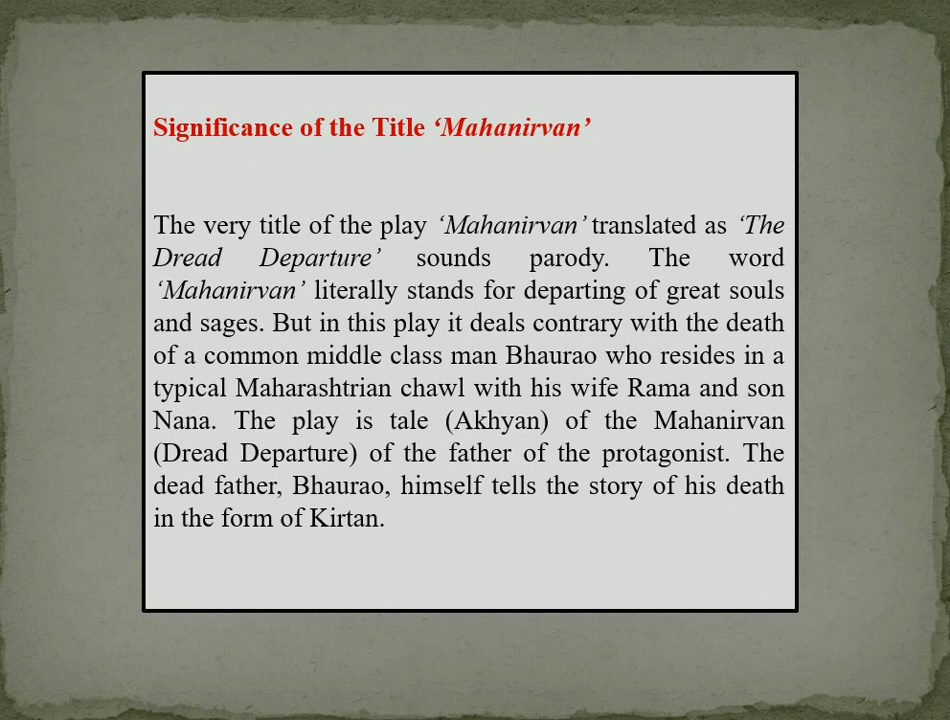 Significance of the Title ‘Mahanirvan’
The very title of the play ‘Mahanirvan’ translated as ‘The
Dread Departure’ sounds parody. The word
‘Mahanirvan’ literally stands for departing of great souls
and sages. But in this play it deals contrary with the death
of a common middle class man Bhaurao who resides in a
typical Maharashtrian chawl with his wife Rama and son
Nana. The play is tale (Akhyan) of the Mahanirvan
(Dread Departure) of the father of the protagonist. The
dead father, Bhaurao, himself tells the story of his death
in the form of Kirtan.